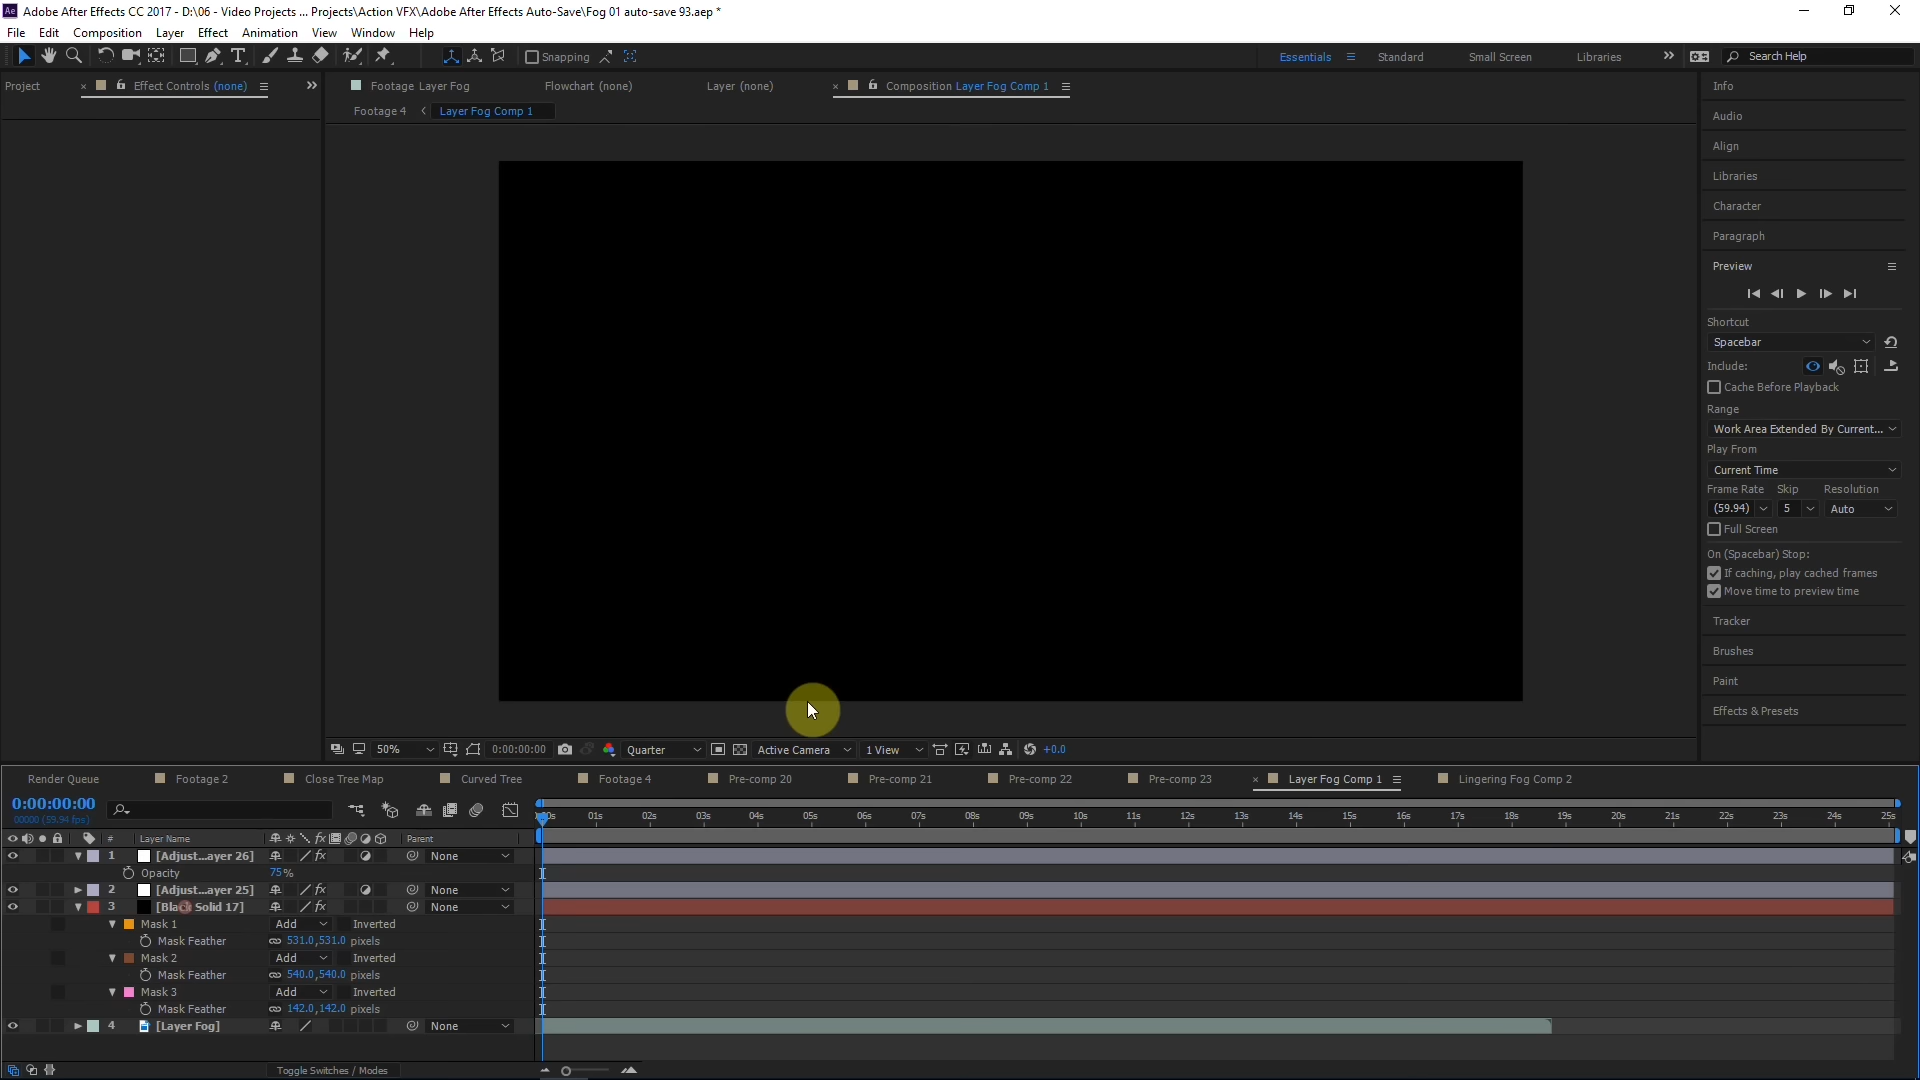 Ae Adobe After Effects CC 2017 - D:\06 - Video Projects ... Projects\Action VFX\Adobe After Effects Auto-Save\Fog 01 auto-save 93.aep *
File Edit Composition Layer Effect Animation View Window Help
Snapping Essentials Standard Small Screen Libraries Search Help
Project Effect Controls (none) Footage Layer Fog Flowchart (none) Layer (none) Composition Layer Fog Comp 1 Info
Footage 4 Layer Fog Comp 1
Audio
Align
Libraries
Character
Paragraph
Preview
Shortcut
Spacebar
Include:
Cache Before Playback
Range
Work Area Extended By Current...
Play From
Current Time
Frame Rate Skip Resolution
(59.94) 5 Auto
Full Screen
On (Spacebar) Stop:
If caching, play cached frames
Move time to preview time
Tracker
Brushes
Paint
Effects & Presets
50% 0:00:00:00 Quarter Active Camera 1 View +0.0
Render Queue Footage 2 Close Tree Map Curved Tree Footage 4 Pre-comp 20 Pre-comp 21 Pre-comp 22 Pre-comp 23 Layer Fog Comp 1 Lingering Fog Comp 2
0:00:00:00
00000 (59.94 fps)
01s 02s 03s 04s 05s 06s 07s 08s 09s 10s 11s 12s 13s 14s 15s 16s 17s 18s 19s 20s 21s 22s 23s 24s 25s
# Layer Name Parent
1 [Adjust...ayer 26] None
Opacity 75%
2 [Adjust...ayer 25] None
3 [Black Solid 17] None
Mask 1 Add Inverted
Mask Feather 531.0,531.0 pixels
Mask 2 Add Inverted
Mask Feather 540.0,540.0 pixels
Mask 3 Add Inverted
Mask Feather 142.0,142.0 pixels
4 [Layer Fog] None
Toggle Switches / Modes